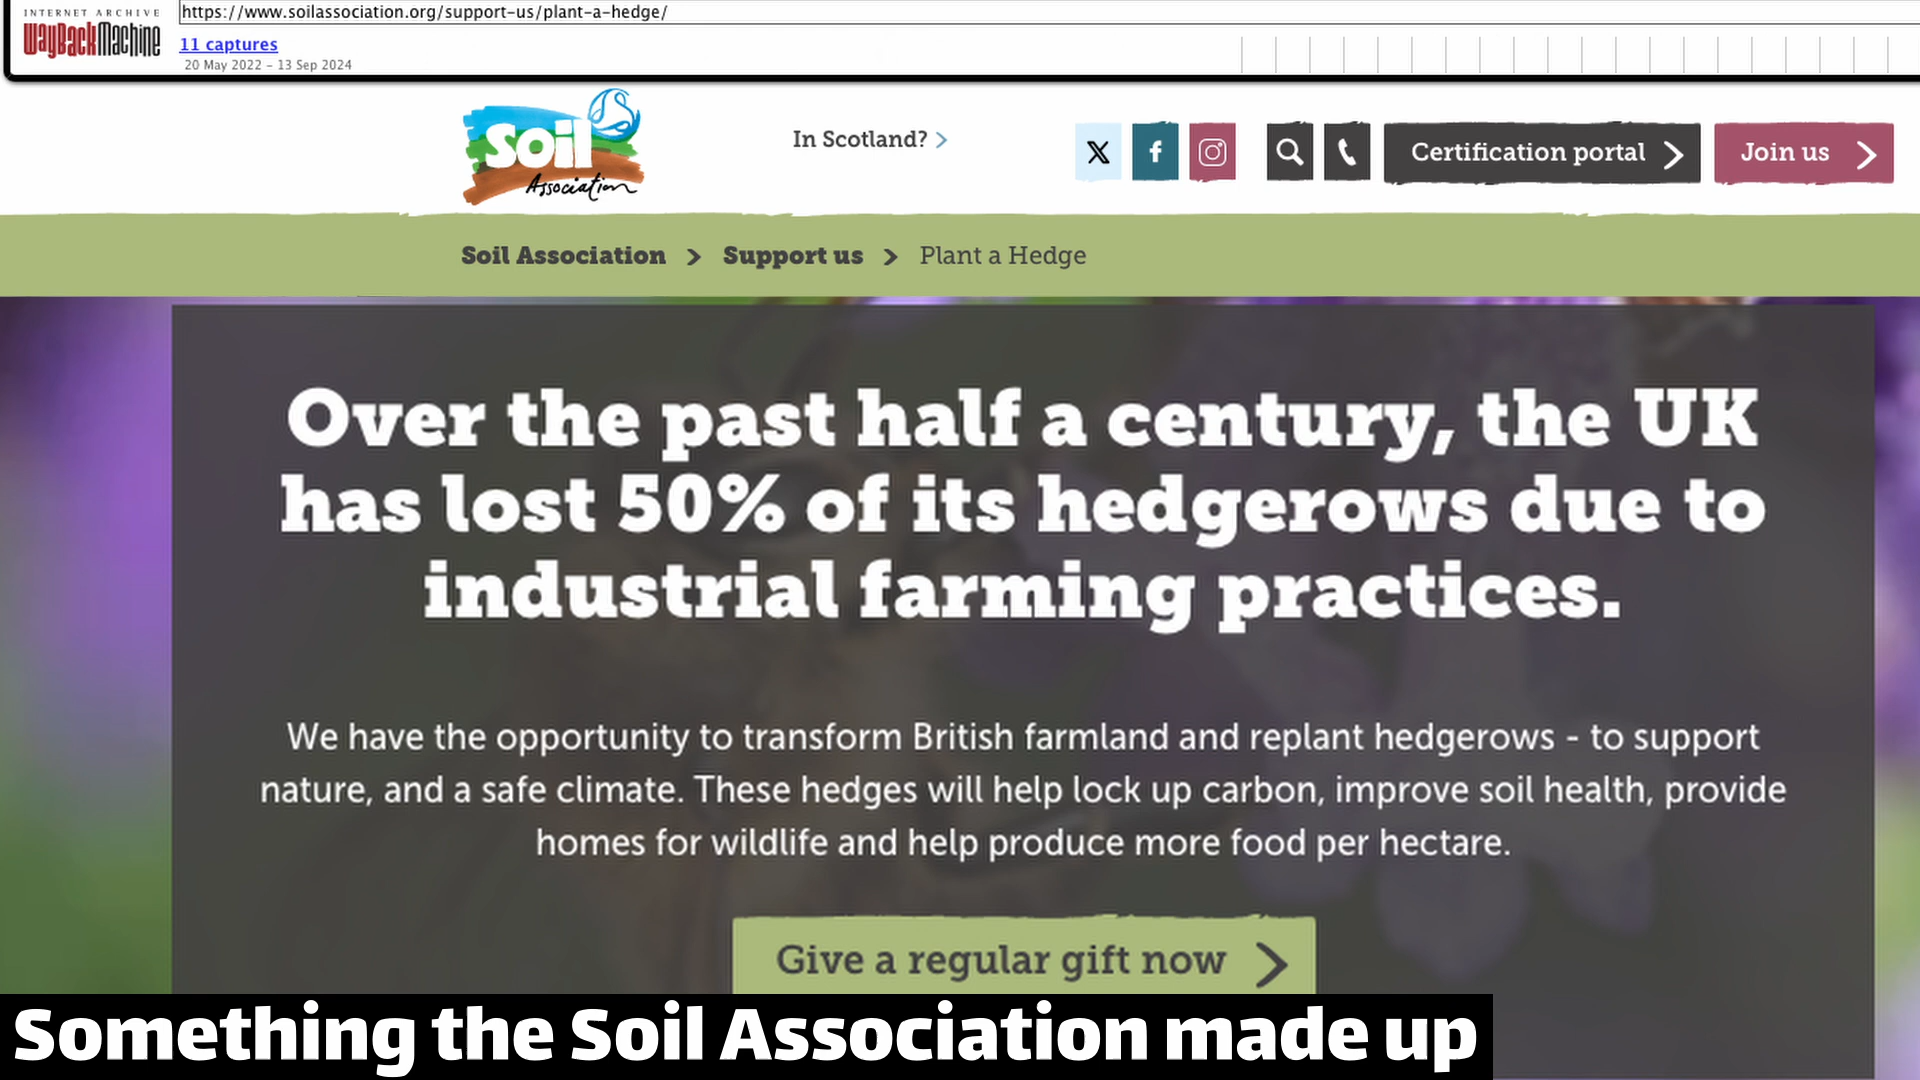 INTERNET ARCHIVE
WayBackMachine
https://www.soilassociation.org/support-us/plant-a-hedge/
11 captures
20 May 2022 – 13 Sep 2024
Soil
Association
In Scotland?
Certification portal
Join us
Soil Association > Support us > Plant a Hedge
Over the past half a century, the UK
has lost 50% of its hedgerows due to
industrial farming practices.
We have the opportunity to transform British farmland and replant hedgerows - to support
nature, and a safe climate. These hedges will help lock up carbon, improve soil health, provide
homes for wildlife and help produce more food per hectare.
Give a regular gift now
Something the Soil Association made up